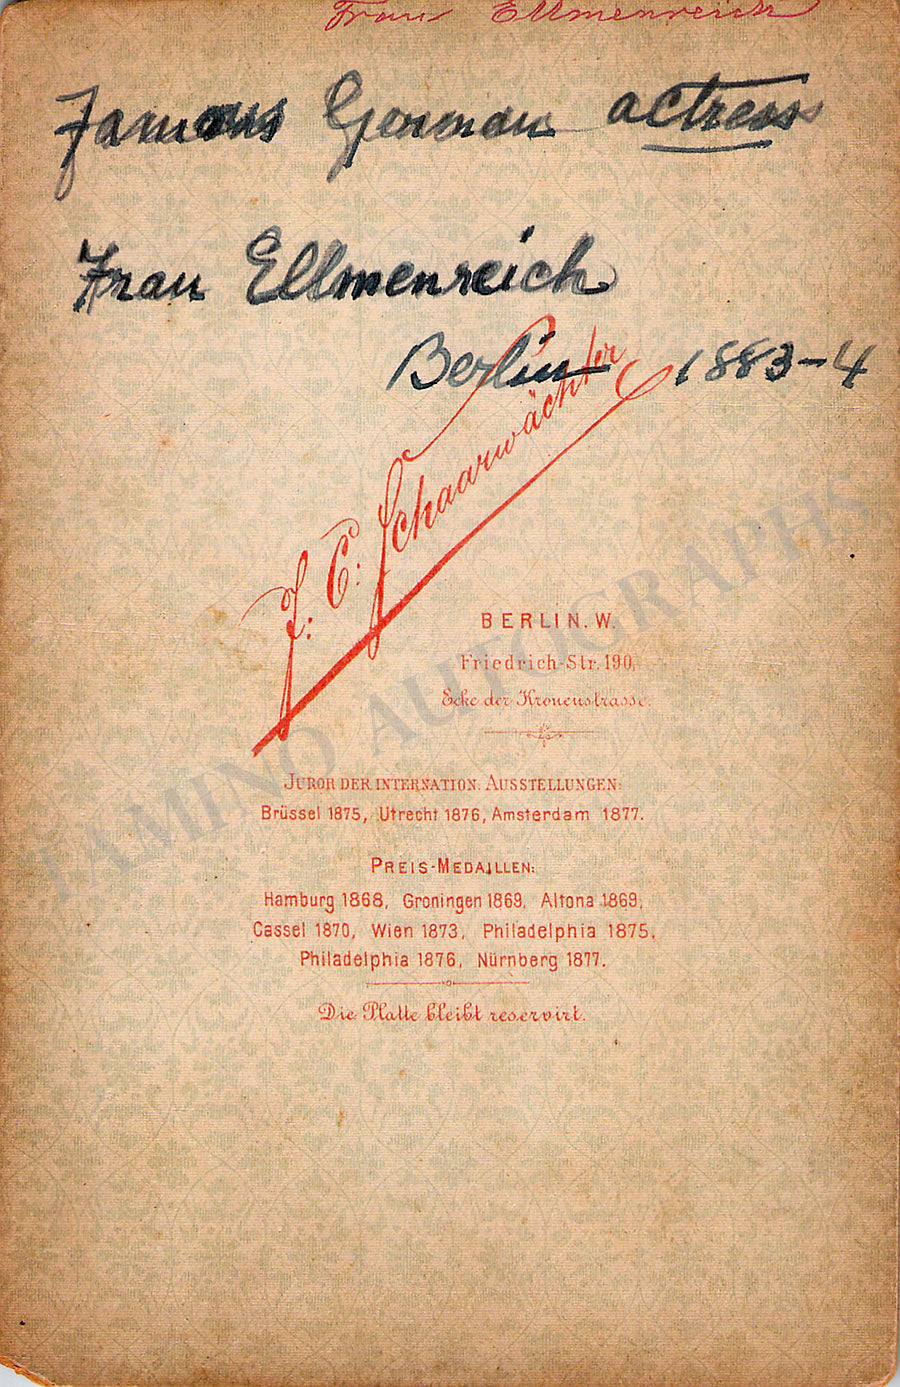 Frau Ellmenreich
Famous German actress
Frau Ellmenreich
Berlin 1883-4
J. C. Schaarwächter
BERLIN. W.
Friedrich-Str. 190,
Ecke der Kronenstrasse.
JUROR DER INTERNATION. AUSSTELLUNGEN:
Brüssel 1875, Utrecht 1876, Amsterdam 1877.
PREIS-MEDAILLEN:
Hamburg 1868, Groningen 1869, Altona 1869,
Cassel 1870, Wien 1873, Philadelphia 1875,
Philadelphia 1876, Nürnberg 1877.
Die Platte bleibt reservirt.
TAMINO AUTOGRAPHS